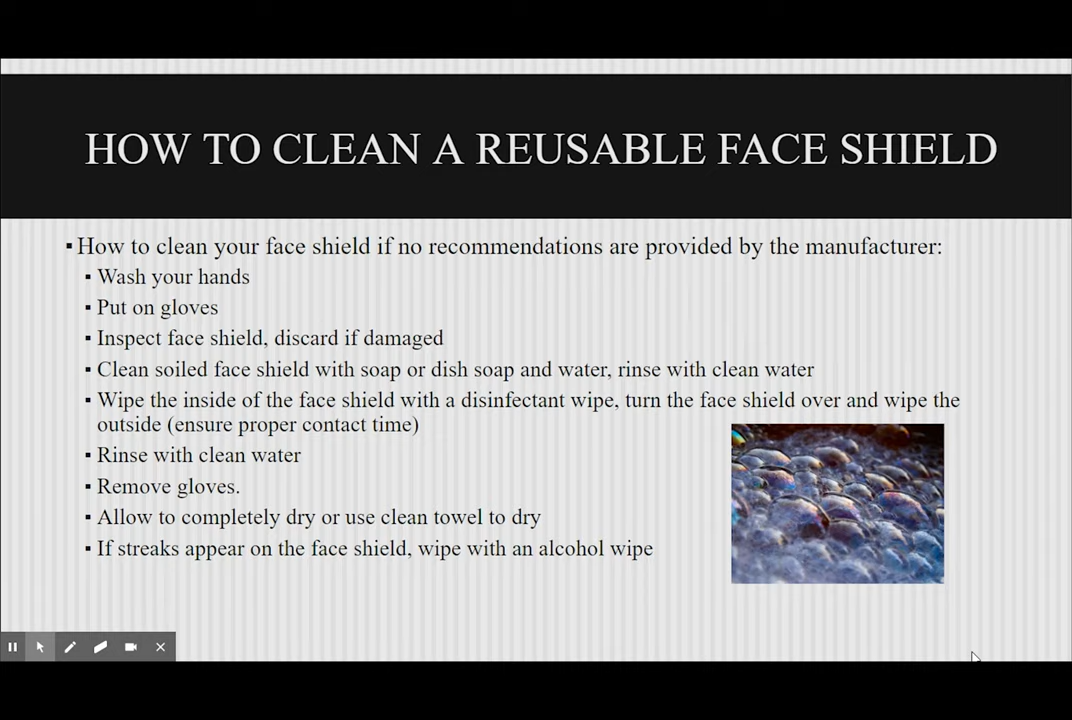 HOW TO CLEAN A REUSABLE FACE SHIELD
▪ How to clean your face shield if no recommendations are provided by the manufacturer:
▪ Wash your hands
▪ Put on gloves
▪ Inspect face shield, discard if damaged
▪ Clean soiled face shield with soap or dish soap and water, rinse with clean water
▪ Wipe the inside of the face shield with a disinfectant wipe, turn the face shield over and wipe the
outside (ensure proper contact time)
▪ Rinse with clean water
▪ Remove gloves.
▪ Allow to completely dry or use clean towel to dry
▪ If streaks appear on the face shield, wipe with an alcohol wipe